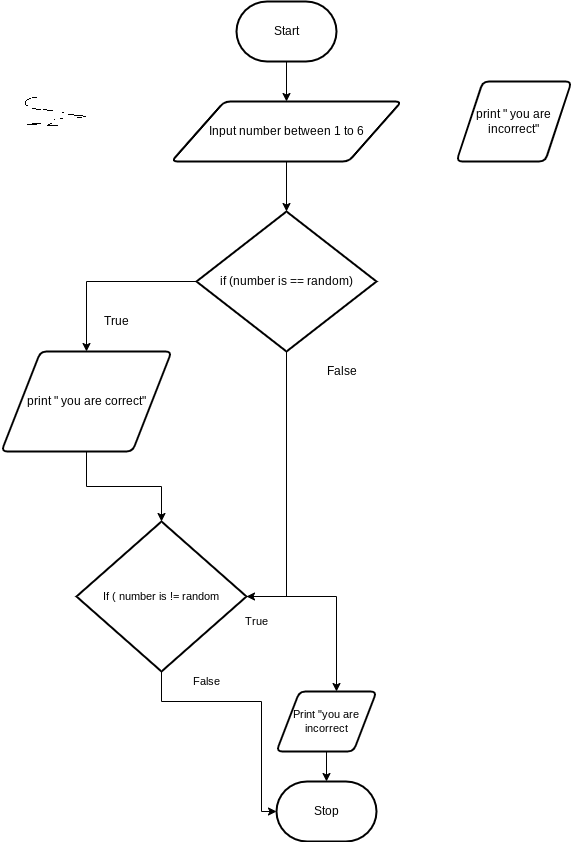 Start
Input number between 1 to 6
print " you are
incorrect"
if (number is == random)
True
False
print " you are correct"
If ( number is != random
True
False
Print "you are
incorrect
Stop